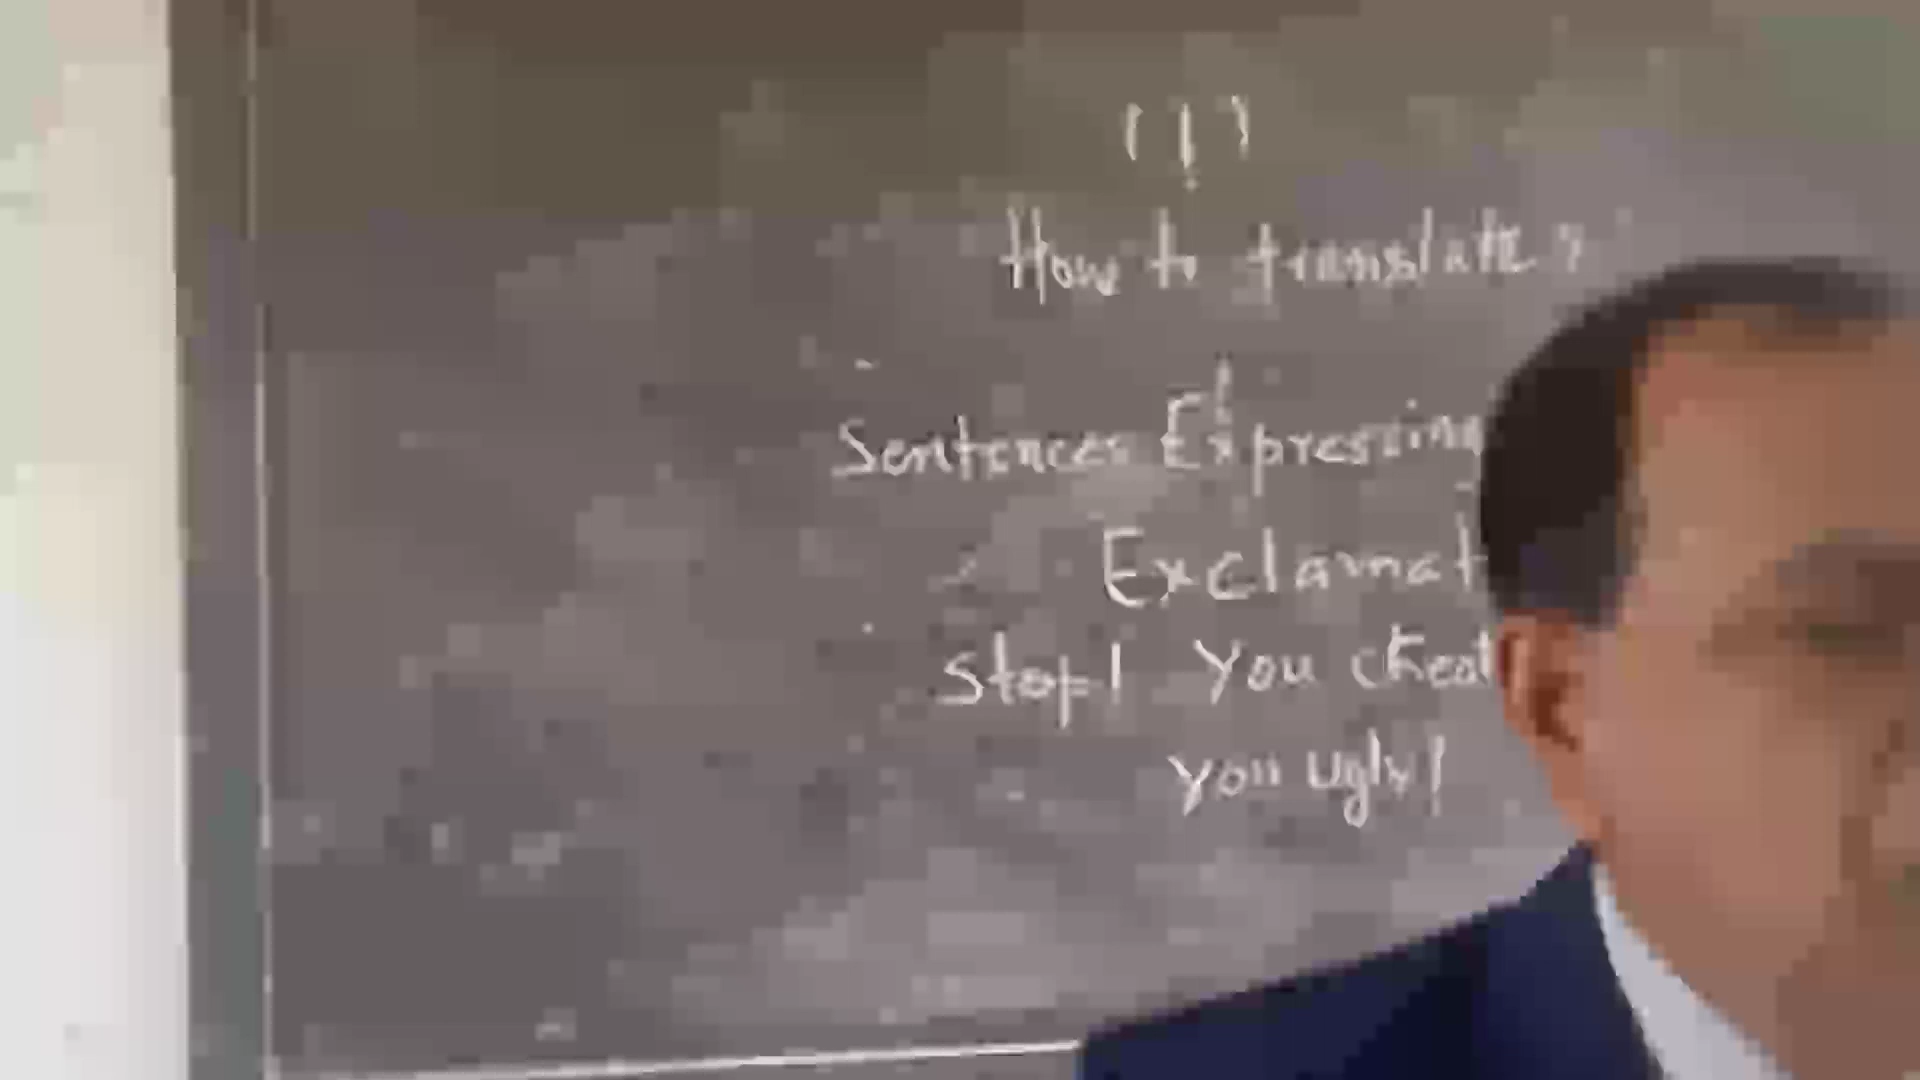 (!)
How to translate?
Sentences Expressing
Exclamat
Stop! You cheat
you ugly!